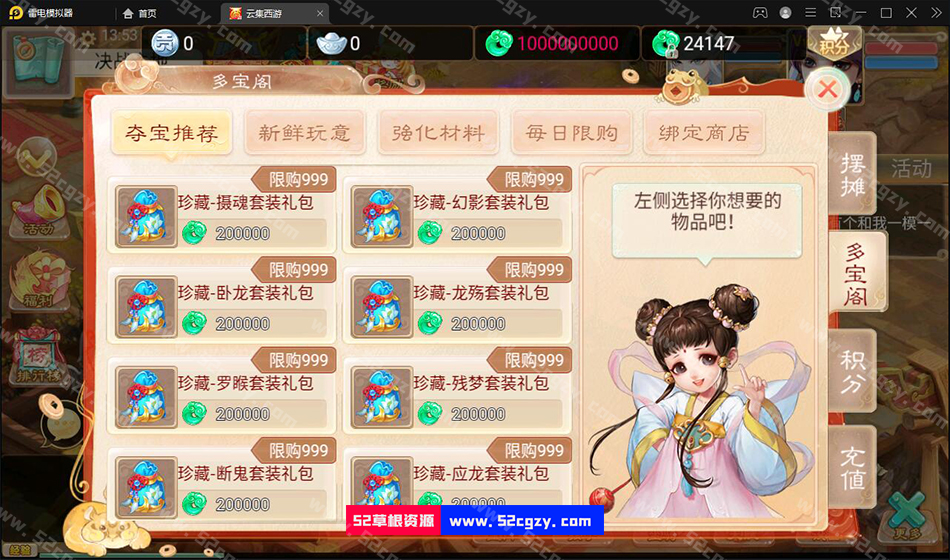 雷电模拟器
首页
云集西游
13:53
贡 0
0
1000000000
24147
积分
决
多宝阁
夺宝推荐
新鲜玩意
强化材料
每日限购
绑定商店
限购999
珍藏-摄魂套装礼包
200000
限购999
珍藏-幻影套装礼包
200000
限购999
珍藏-卧龙套装礼包
200000
限购999
珍藏-龙殇套装礼包
200000
限购999
珍藏-罗睺套装礼包
200000
限购999
珍藏-残梦套装礼包
200000
限购999
珍藏-断鬼套装礼包
200000
限购999
珍藏-应龙套装礼包
200000
左侧选择你想要的
物品吧!
摆摊
多宝阁
积分
充值
活动
个和我一模一
活动
福利
排行榜
更多
经验
52草根资源
www.52cgzy.com